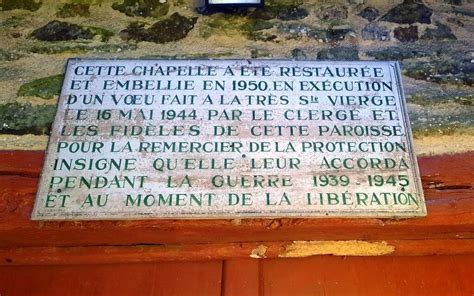 CETTE CHAPELLE A ÉTÉ RESTAURÉE
ET EMBELLIE EN 1950, EN EXÉCUTION
D'UN VŒU FAIT A LA TRÈS Ste VIERGE
LE 16 MAI 1944, PAR LE CLERGÉ ET
LES FIDÈLES DE CETTE PAROISSE,
POUR LA REMERCIER DE LA PROTECTION
INSIGNE QU'ELLE LEUR ACCORDA
PENDANT LA GUERRE 1939-1945
ET AU MOMENT DE LA LIBÉRATION